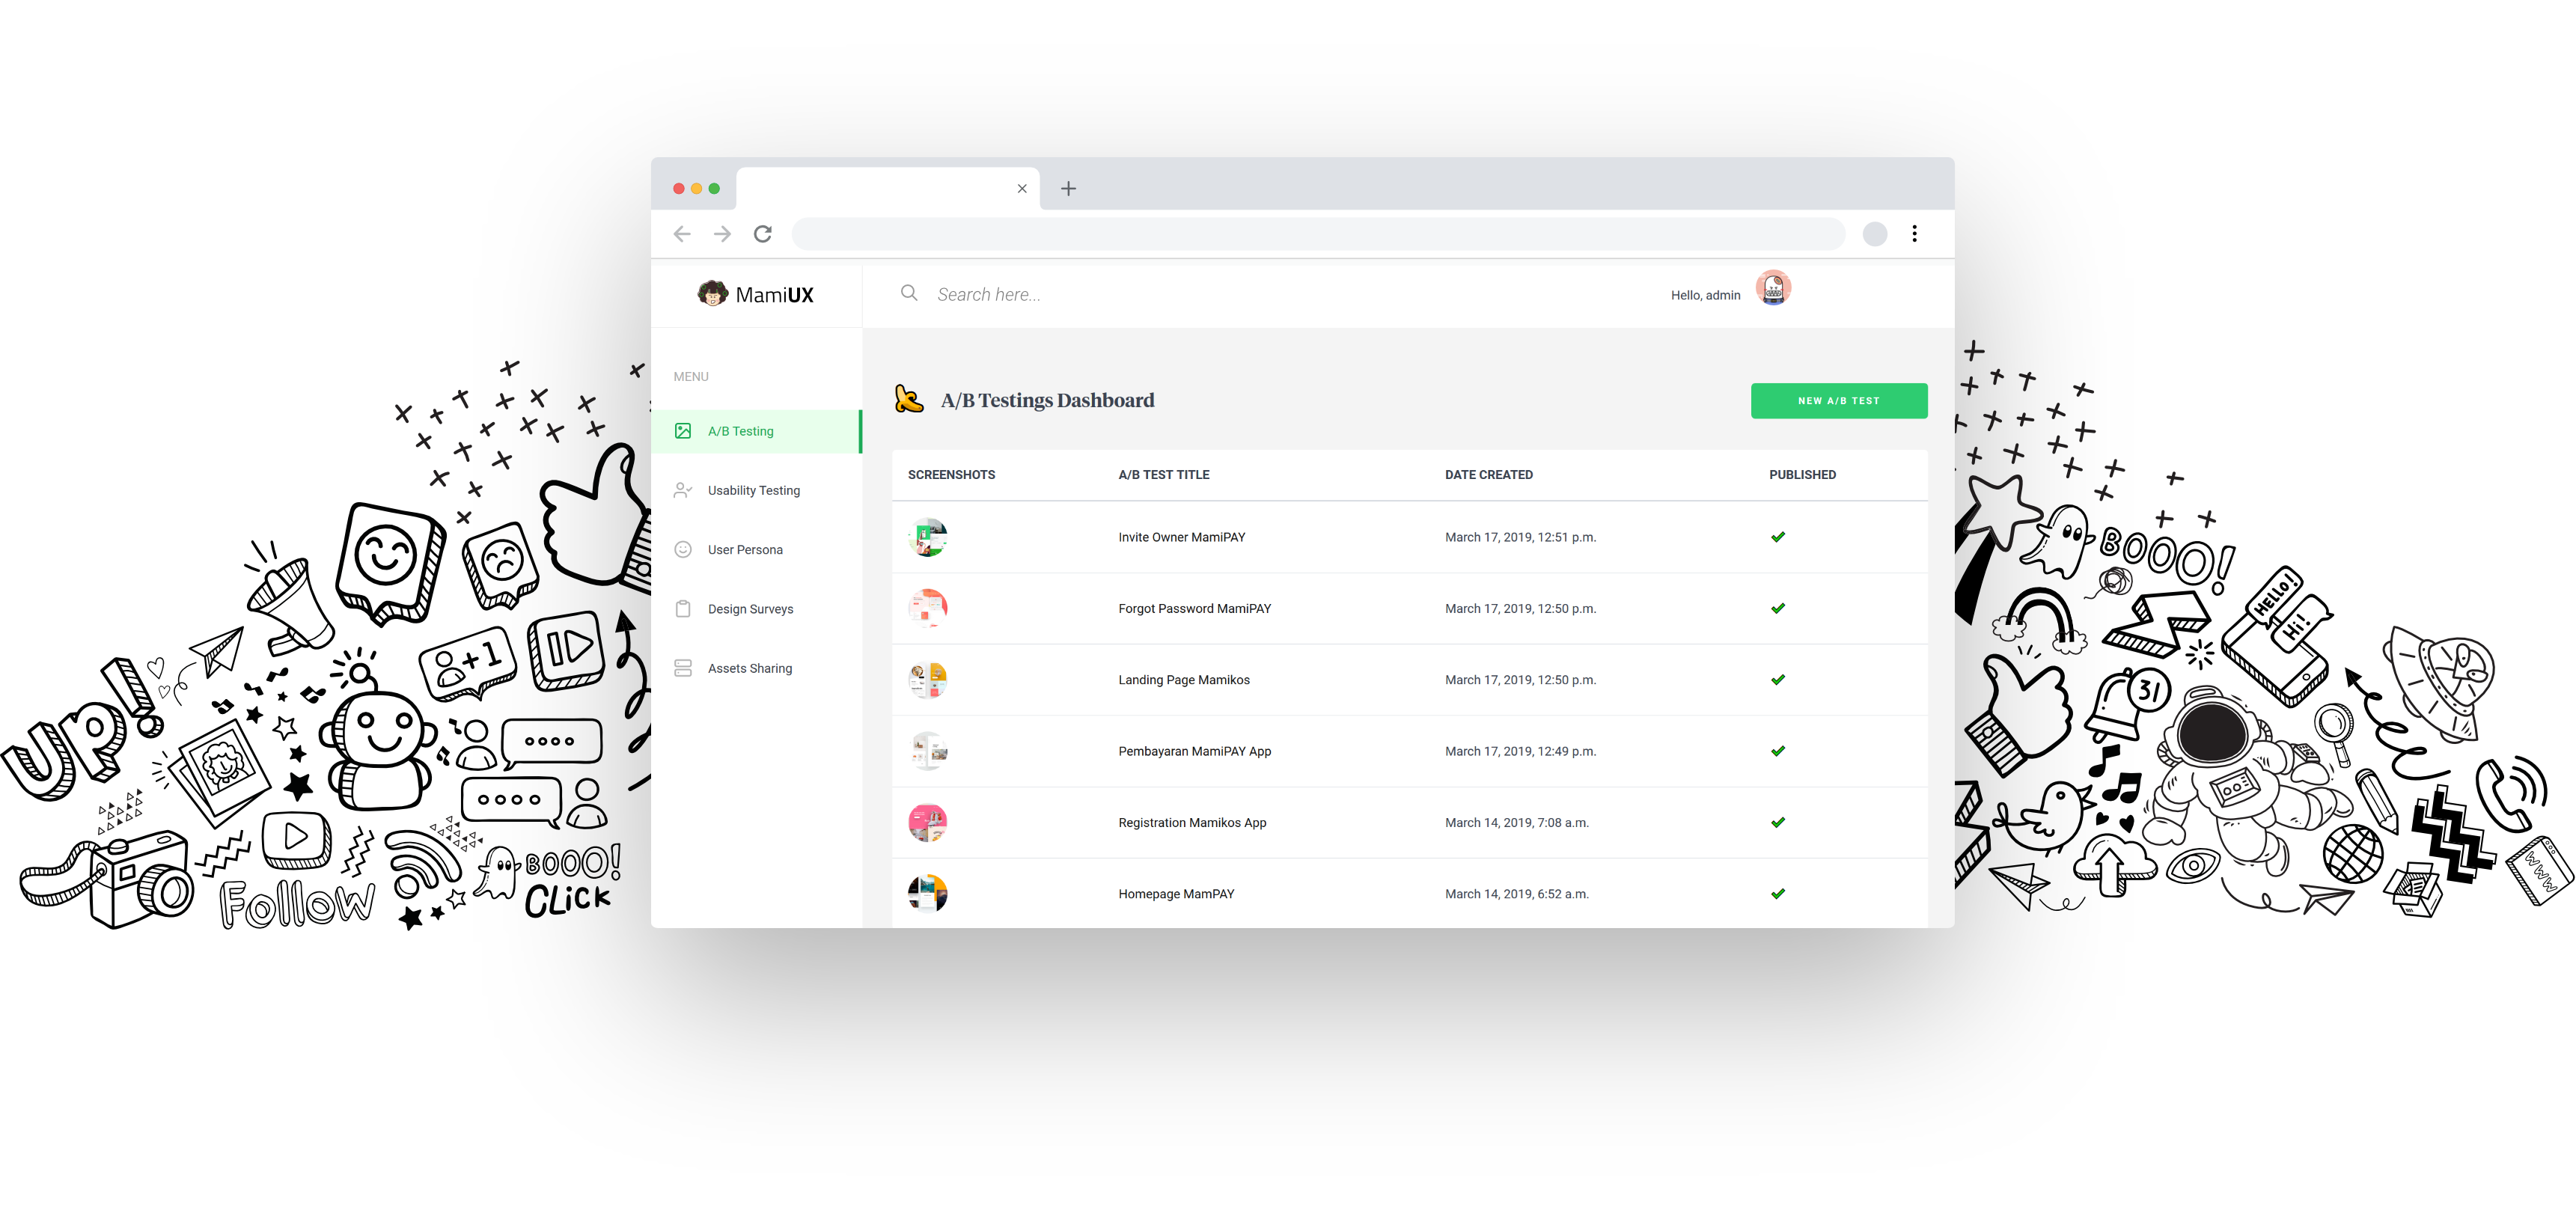 MamiUX
Search here...
Hello, admin
MENU
A/B Testing
Usability Testing
User Persona
Design Surveys
Assets Sharing
A/B Testings Dashboard
NEW A/B TEST
SCREENSHOTS A/B TEST TITLE DATE CREATED PUBLISHED
Invite Owner MamiPAY March 17, 2019, 12:51 p.m.
Forgot Password MamiPAY March 17, 2019, 12:50 p.m.
Landing Page Mamikos March 17, 2019, 12:50 p.m.
Pembayaran MamiPAY App March 17, 2019, 12:49 p.m.
Registration Mamikos App March 14, 2019, 7:08 a.m.
Homepage MamPAY March 14, 2019, 6:52 a.m.
UP!
+1
Follow
BOOO!
CLiCK
BOOO!
HELLO!
Hi!
31
WWW